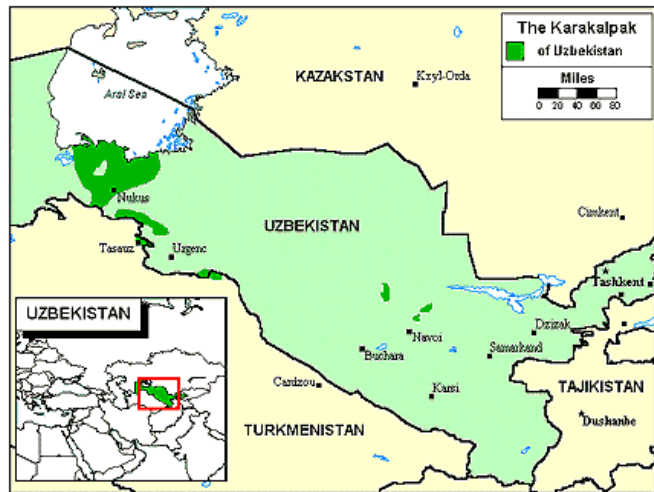 The Karakalpak
of Uzbekistan
Miles
0 20 40 60 80
KAZAKSTAN
Kzyl-Orda
Aral Sea
Nukus
UZBEKISTAN
Cimkent
Tasauz
Urgenc
Tashkent
UZBEKISTAN
Navoi
Dzizak
Buchara
Samarkand
Cardzou
Karsi
TAJIKISTAN
Dushanbe
TURKMENISTAN